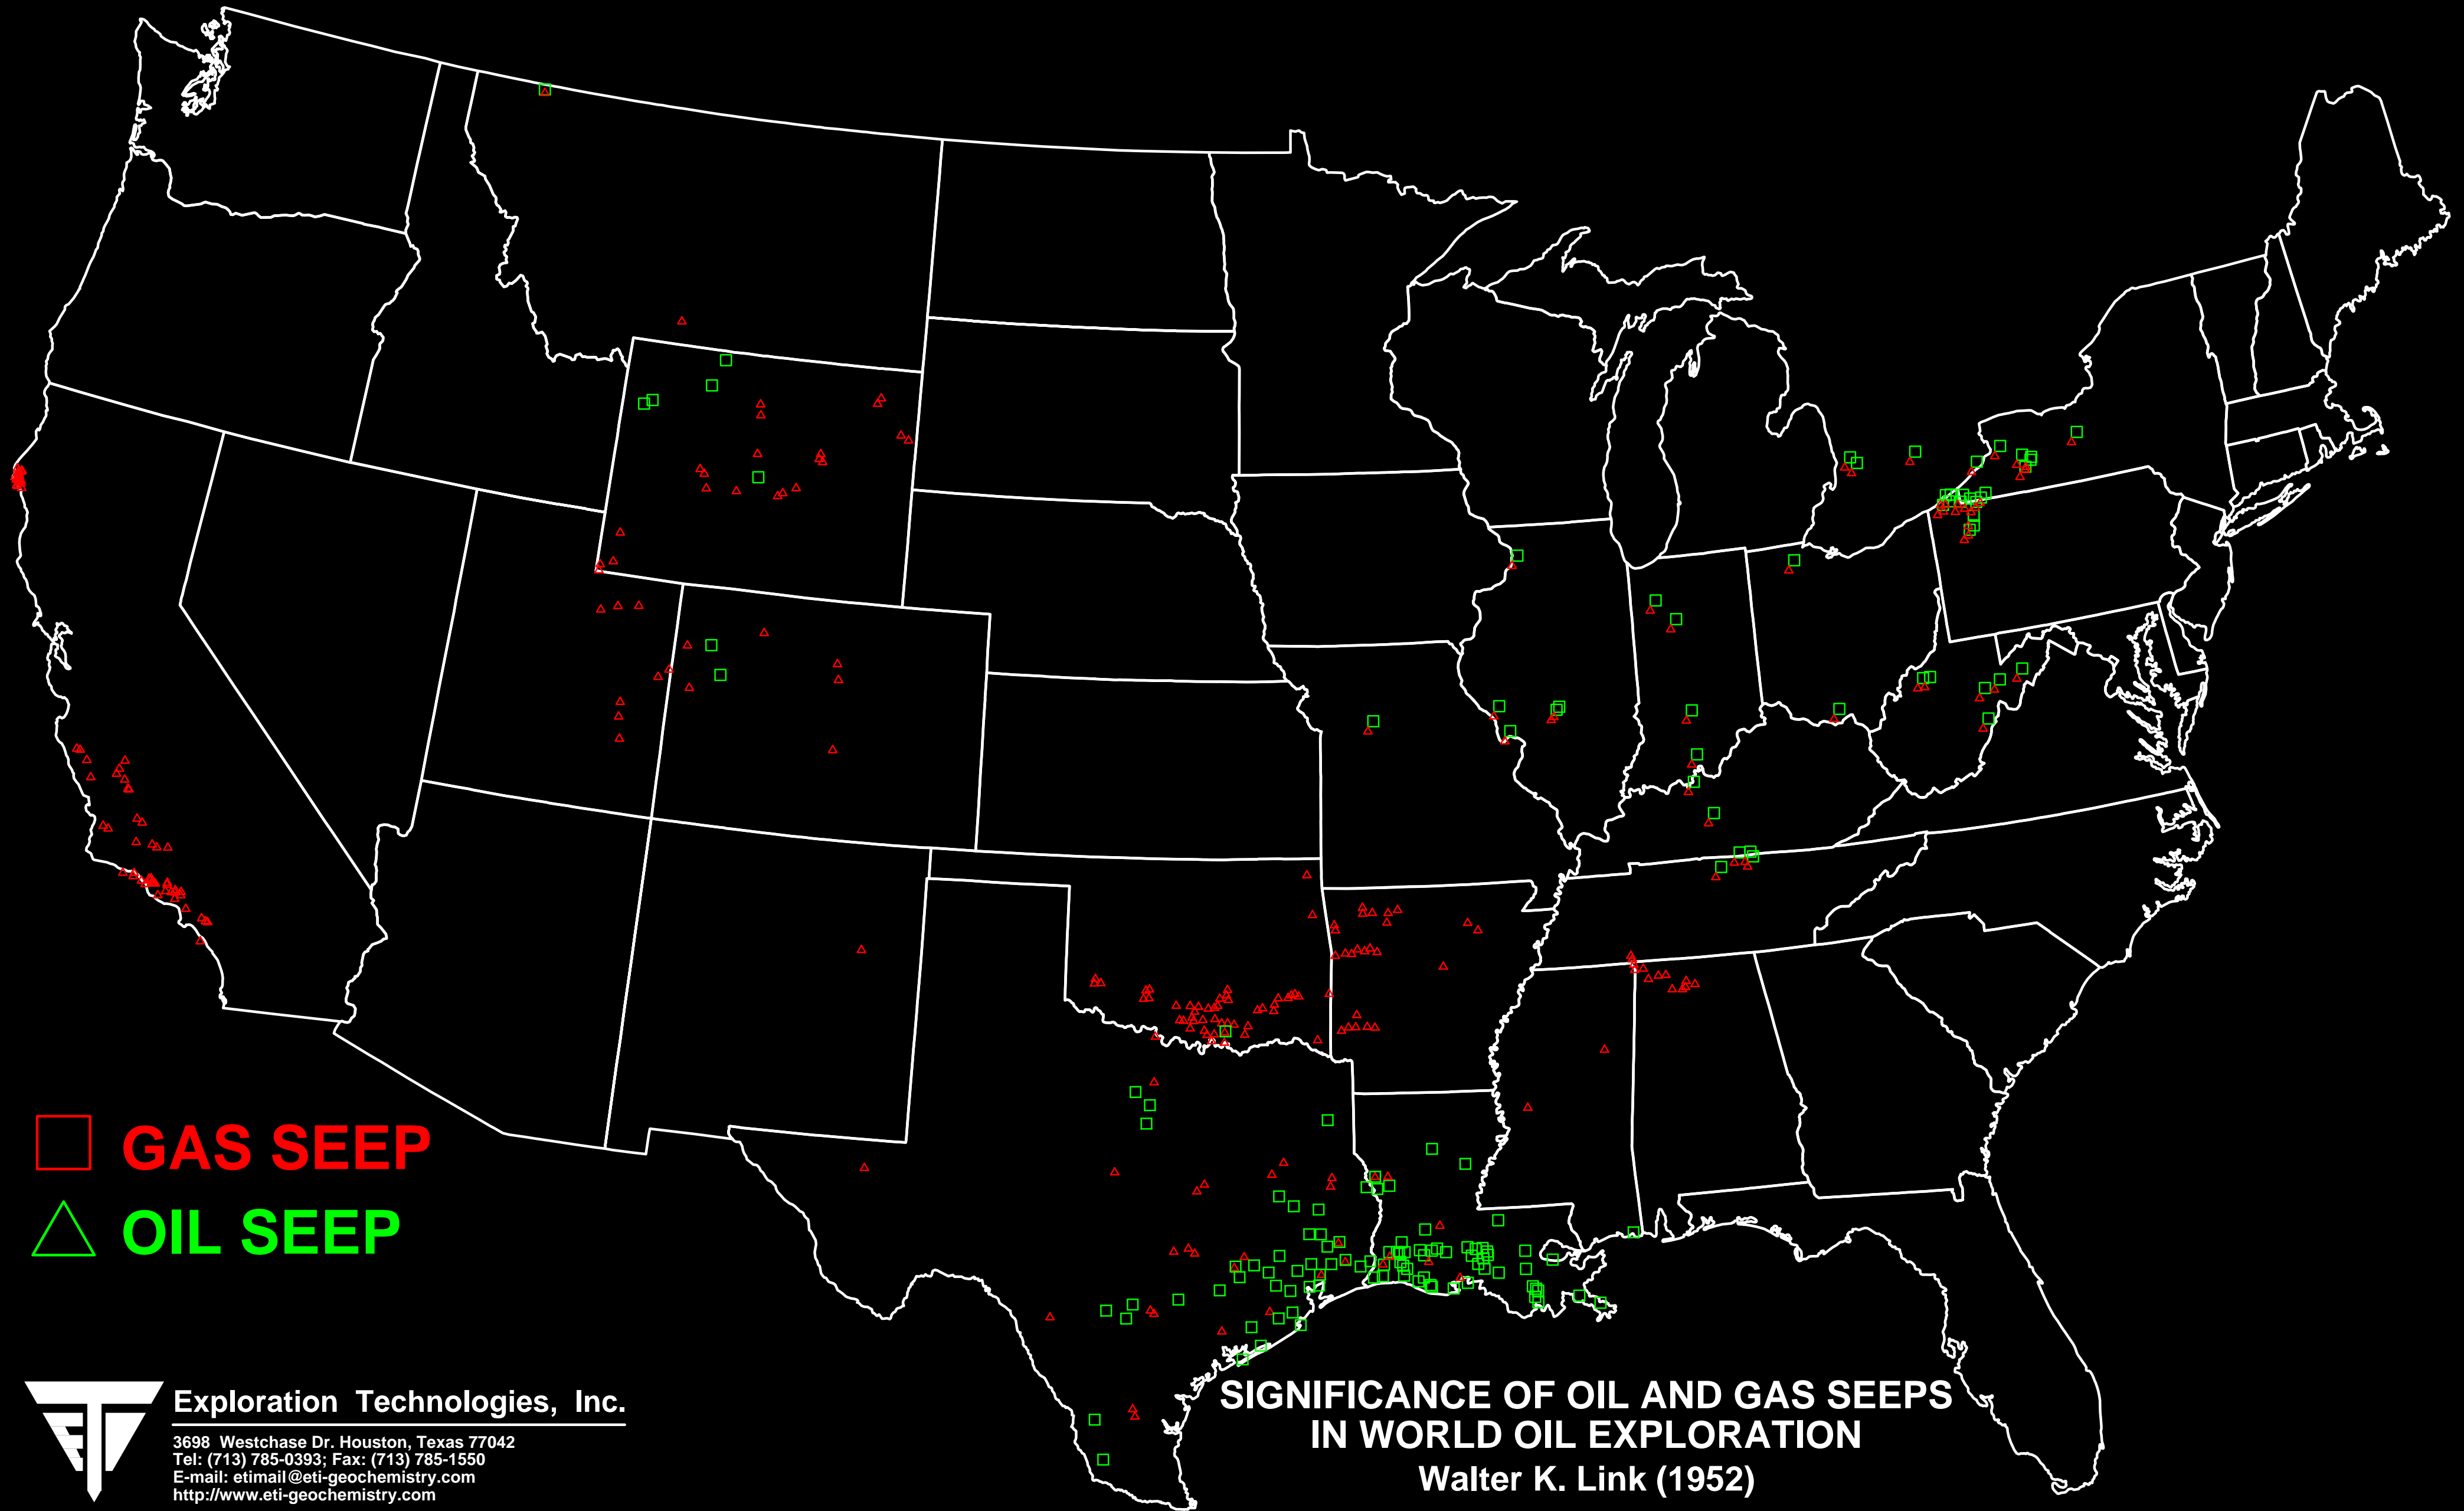 GAS SEEP
OIL SEEP
Exploration Technologies, Inc.
3698 Westchase Dr. Houston, Texas 77042
Tel: (713) 785-0393; Fax: (713) 785-1550
E-mail: etimail@eti-geochemistry.com
http://www.eti-geochemistry.com
ETI
SIGNIFICANCE OF OIL AND GAS SEEPS
IN WORLD OIL EXPLORATION
Walter K. Link (1952)